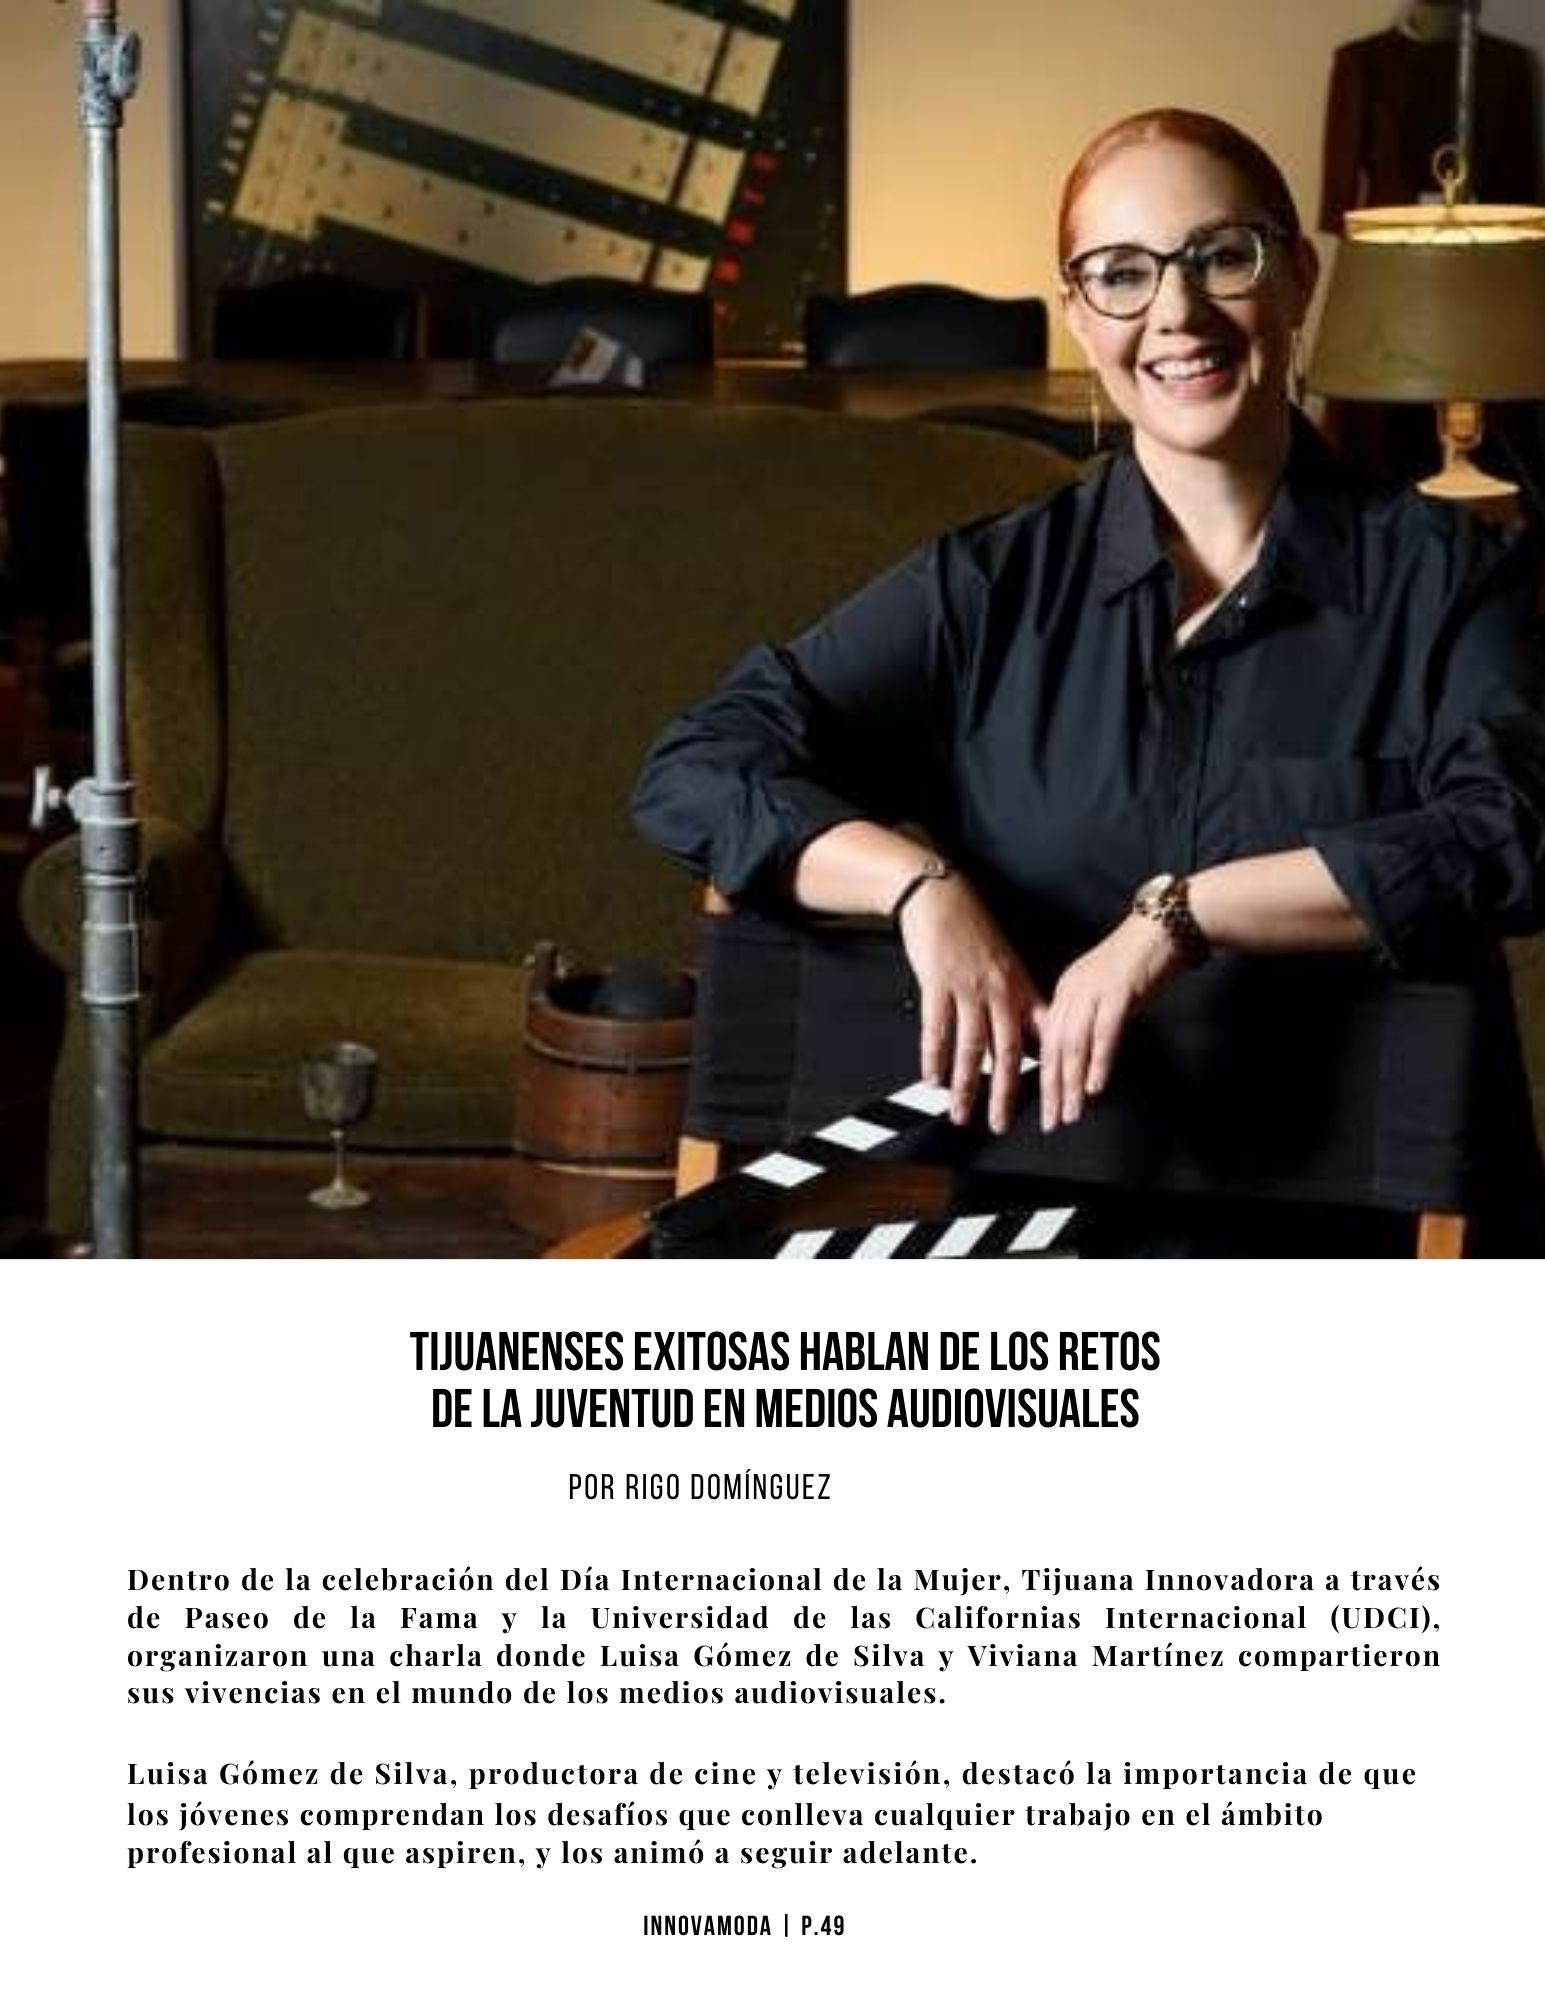 TIJUANENSES EXITOSAS HABLAN DE LOS RETOS
DE LA JUVENTUD EN MEDIOS AUDIOVISUALES
POR RIGO DOMÍNGUEZ
Dentro de la celebración del Día Internacional de la Mujer, Tijuana Innovadora a través
de Paseo de la Fama y la Universidad de las Californias Internacional (UDCI),
organizaron una charla donde Luisa Gómez de Silva y Viviana Martínez compartieron
sus vivencias en el mundo de los medios audiovisuales.
Luisa Gómez de Silva, productora de cine y televisión, destacó la importancia de que
los jóvenes comprendan los desafíos que conlleva cualquier trabajo en el ámbito
profesional al que aspiren, y los animó a seguir adelante.
INNOVAMODA | P.49